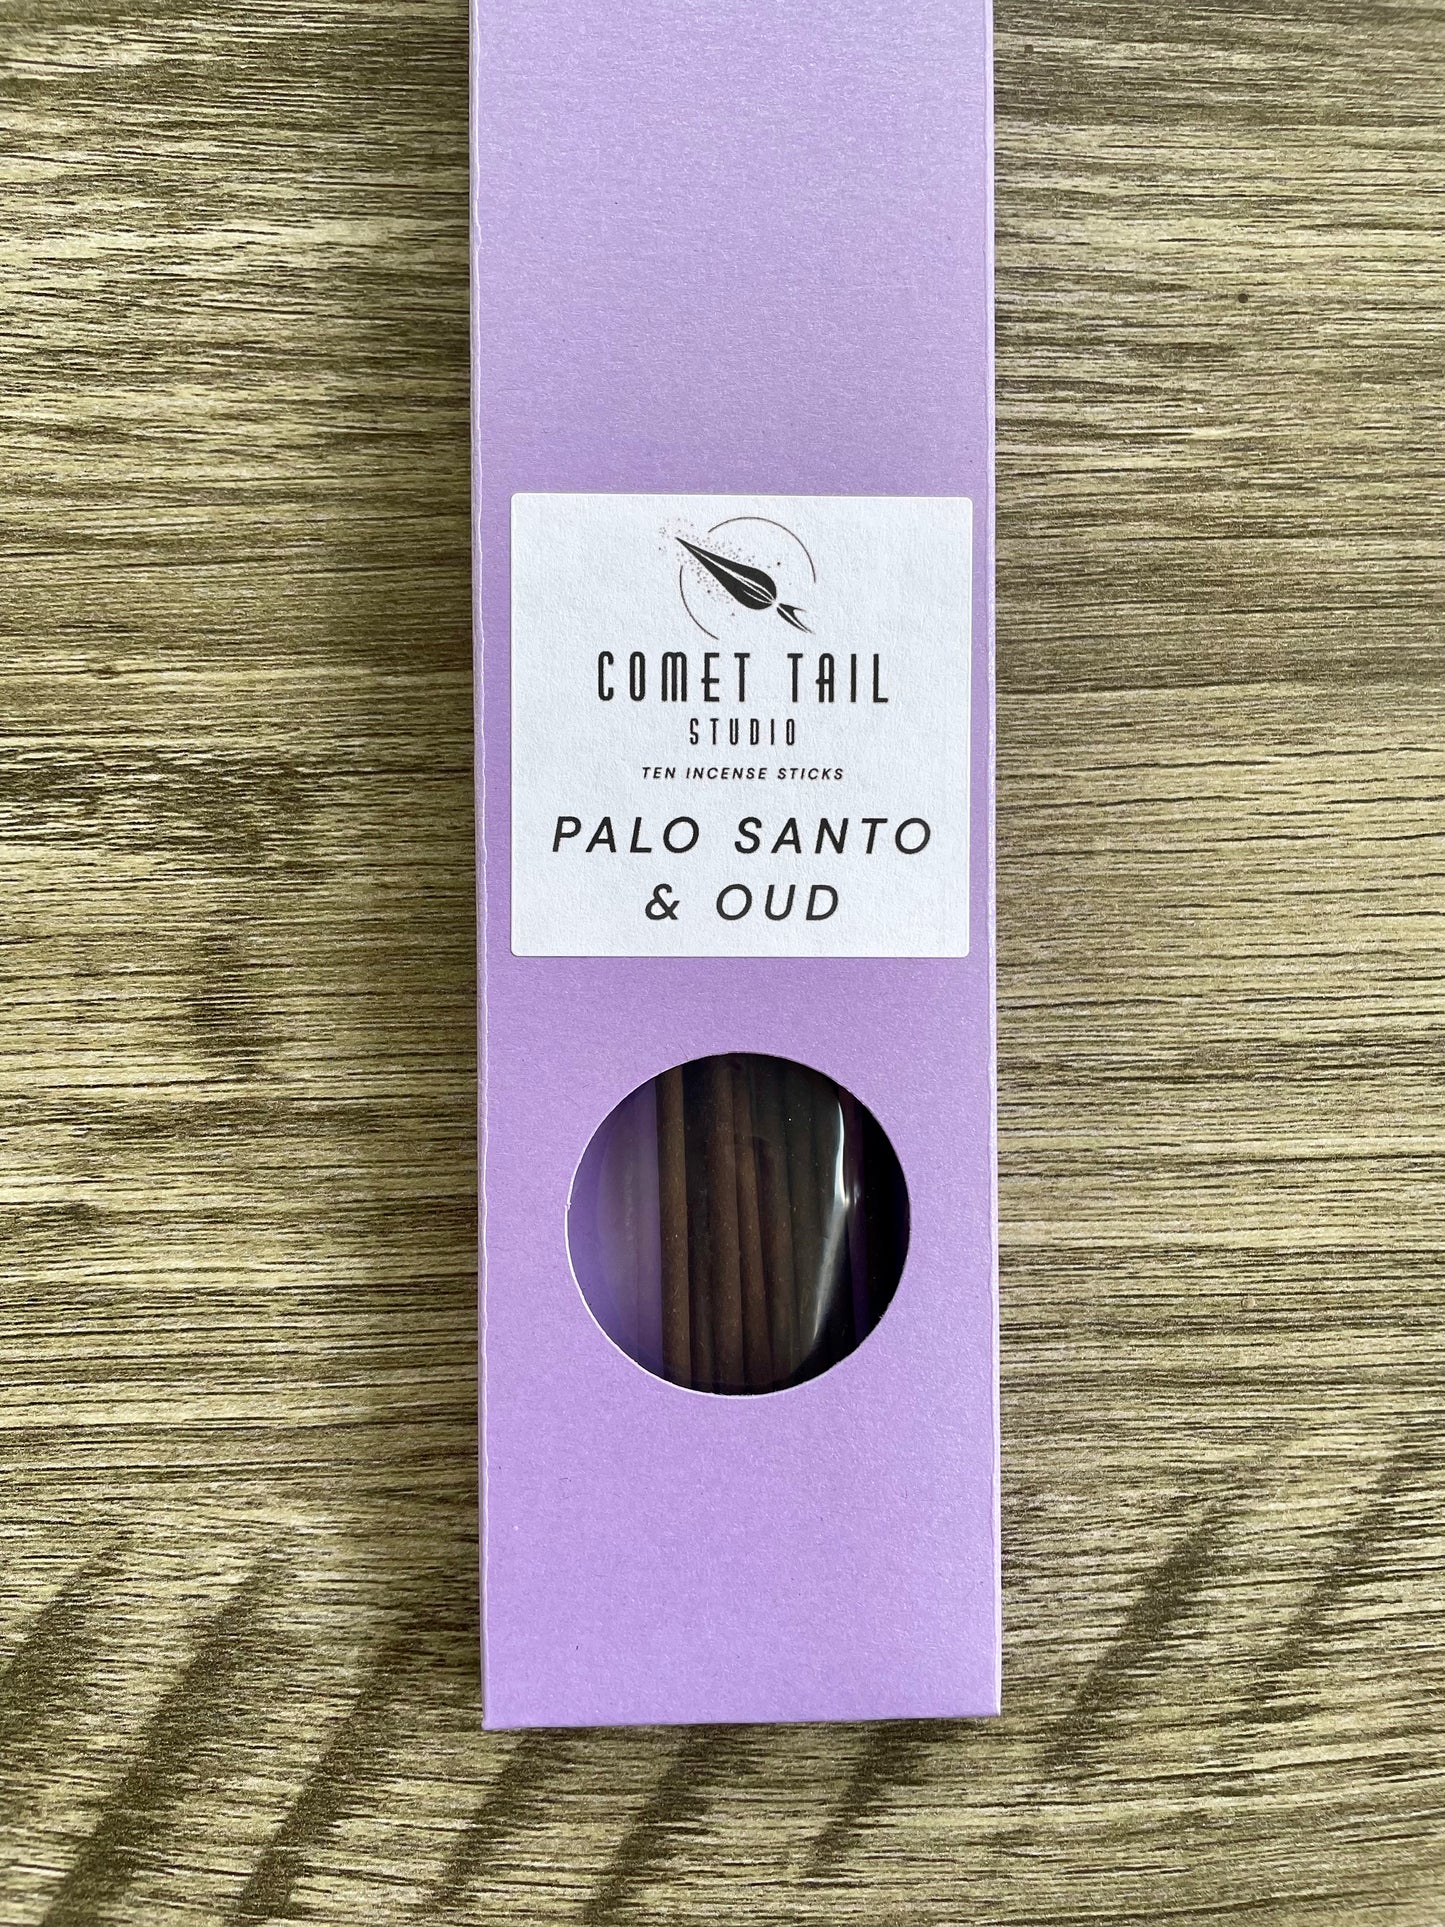 COMET TAIL
STUDIO
TEN INCENSE STICKS
PALO SANTO
& OUD